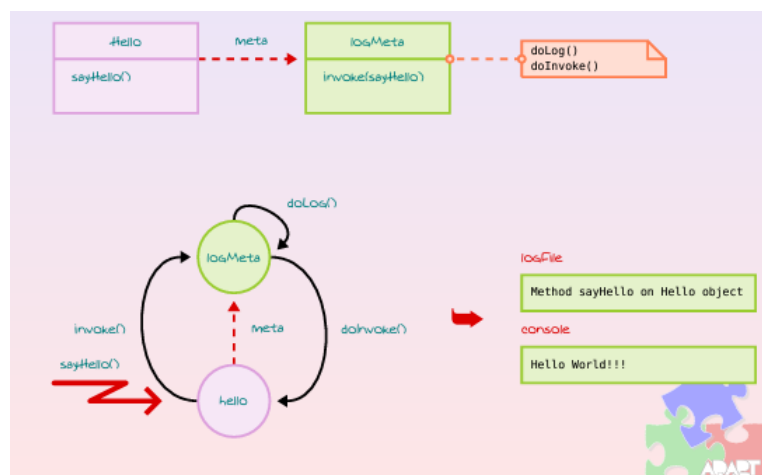 Hello
meta
logMeta
doLog()
doInvoke()
sayHello()
invoke(sayHello)
doLog()
logMeta
logFile
Method sayHello on Hello object
invoke()
meta
doInvoke()
console
sayHello()
Hello World!!!
hello
ADAPT